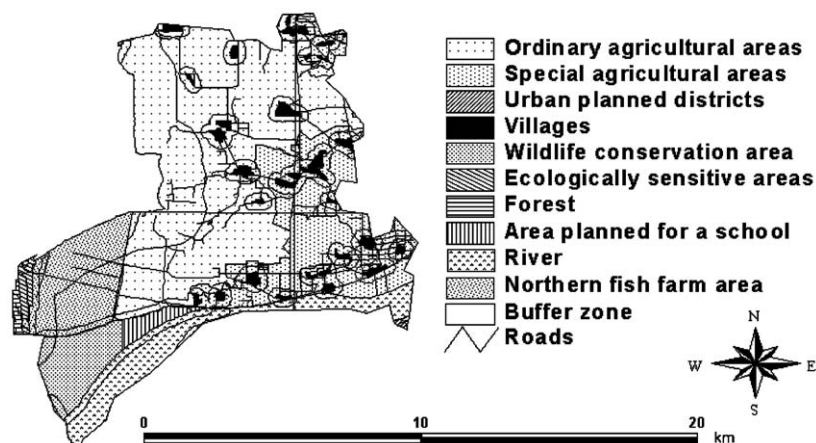 Ordinary agricultural areas
Special agricultural areas
Urban planned districts
Villages
Wildlife conservation area
Ecologically sensitive areas
Forest
Area planned for a school
River
Northern fish farm area
Buffer zone
Roads
N
W E
S
0 10 20
km